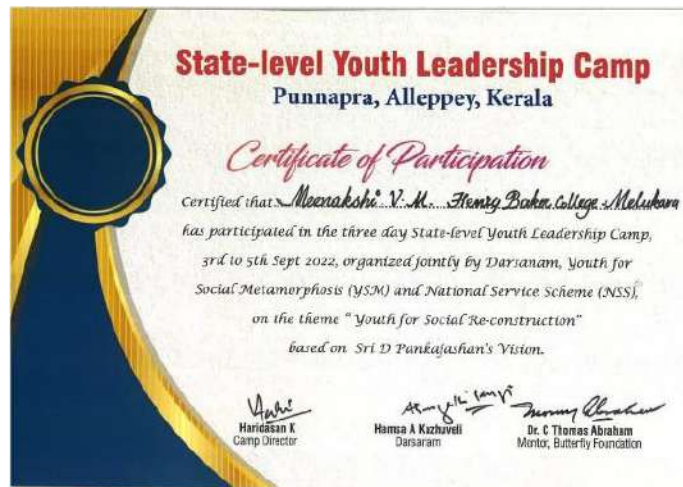 State-level Youth Leadership Camp
Punnapra, Alleppey, Kerala
Certificate of Participation
Certified that Meenakshi V. M. Henry Baker College Melukava
has participated in the three day State-level Youth Leadership Camp,
3rd to 5th Sept 2022, organized jointly by Darsanam, Youth for
Social Metamorphosis (YSM) and National Service Scheme (NSS),
on the theme " Youth for Social Re-construction"
based on Sri D Pankajashan's Vision.
Haridasan K
Camp Director
Hamsa A Kuzhuveli
Darsaram
Dr. C Thomas Abraham
Mentor, Butterfly Foundation